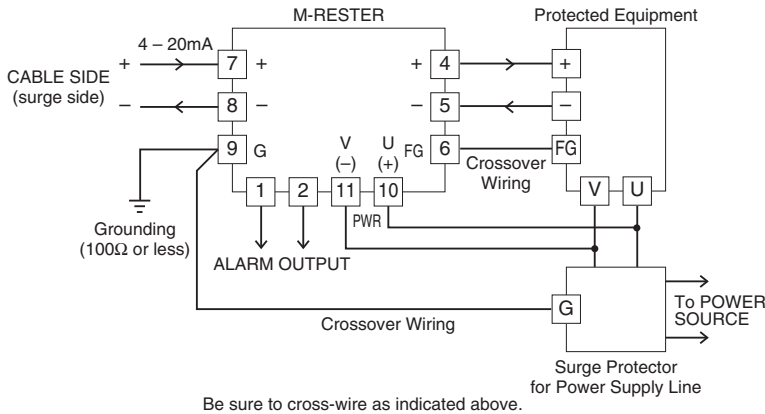 M-RESTER
Protected Equipment
4 – 20mA
CABLE SIDE
(surge side)
+ 7 + + 4 +
– 8 – – 5 –
9 G V U FG 6 FG
(–) (+)
Crossover
Wiring
1 2 11 10 V U
PWR
Grounding
(100Ω or less)
ALARM OUTPUT
G
To POWER
SOURCE
Crossover Wiring
Surge Protector
for Power Supply Line
Be sure to cross-wire as indicated above.